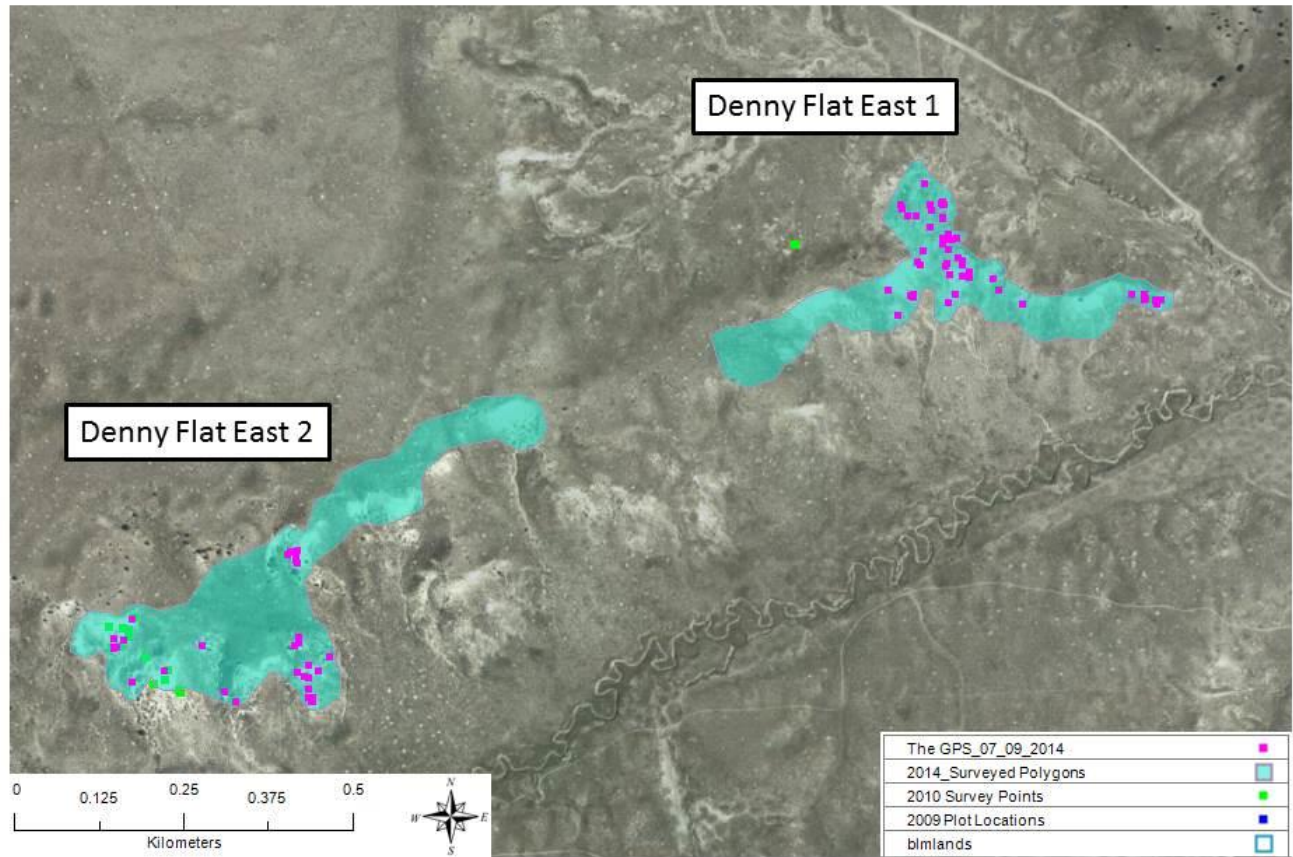 Denny Flat East 1
Denny Flat East 2
The GPS_07_09_2014
2014_Surveyed Polygons
2010 Survey Points
2009 Plot Locations
blmlands
0 0.125 0.25 0.375 0.5
Kilometers
N
W E
S